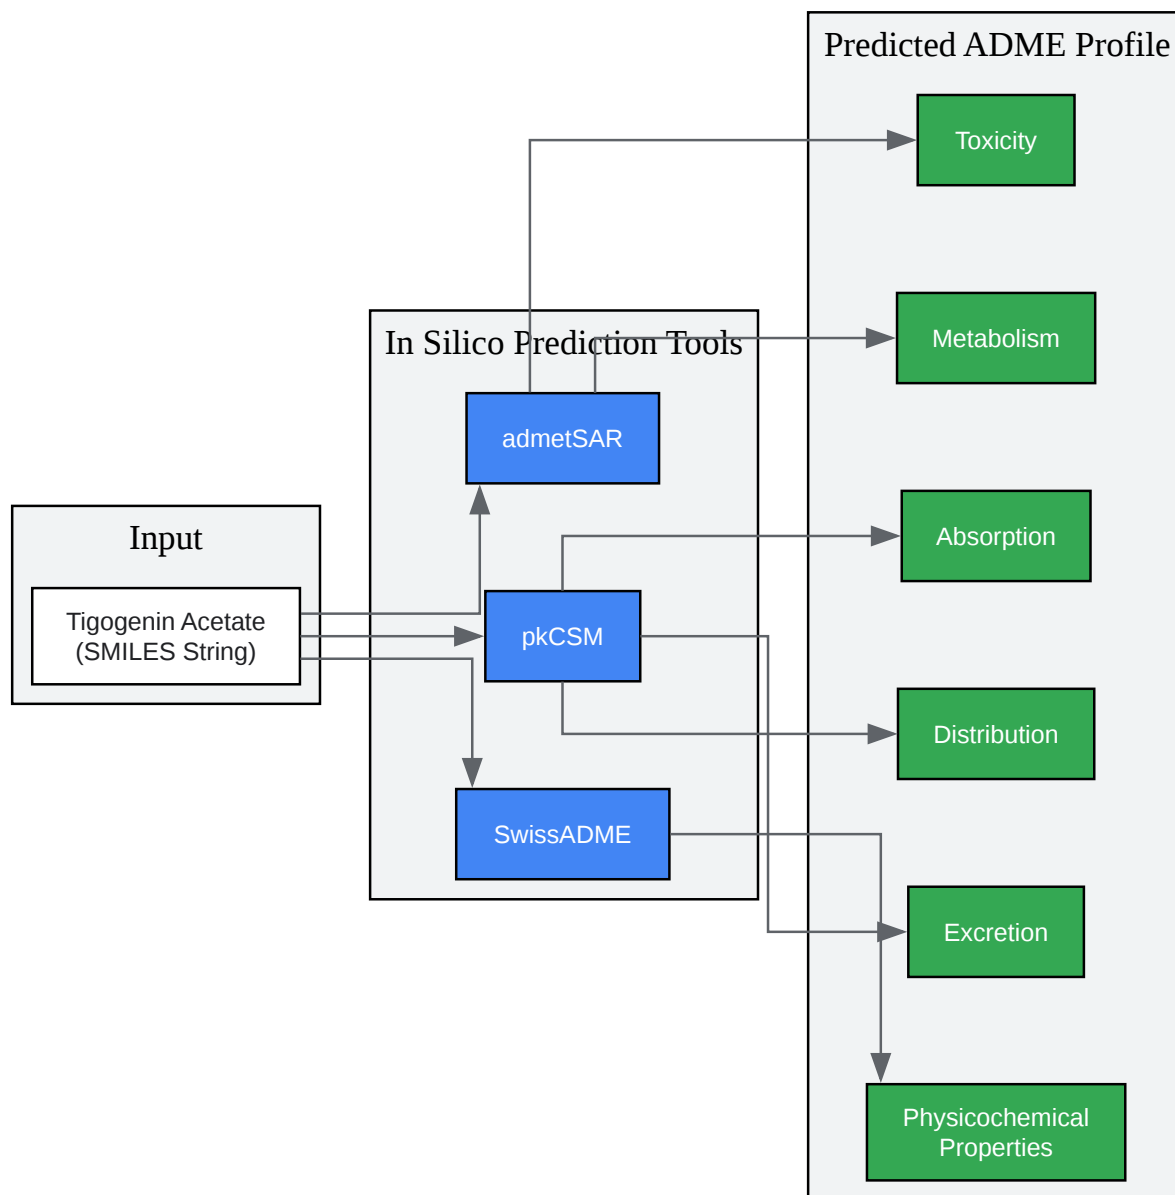 Predicted ADME Profile
Toxicity
Metabolism
In Silico Prediction Tools
admetSAR
Absorption
Input
Tigogenin Acetate
(SMILES String)
pkCSM
Distribution
SwissADME
Excretion
Physicochemical
Properties